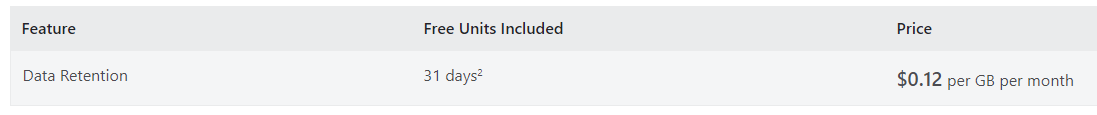 Feature Free Units Included Price
Data Retention 31 days² $0.12 per GB per month